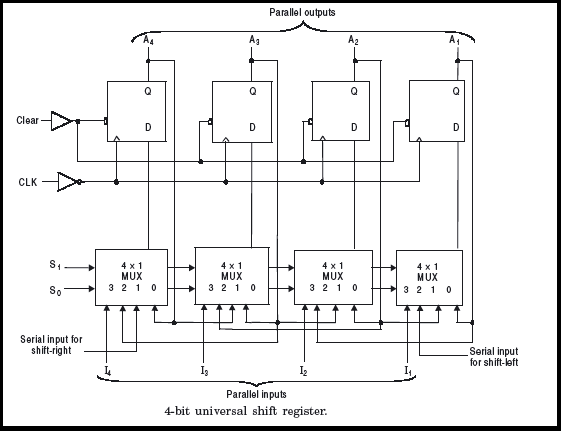 Parallel outputs
A4 A3 A2 A1
Q Q Q Q
Clear
D D D D
CLK
S1
4 × 1 4 × 1 4 × 1 4 × 1
MUX MUX MUX MUX
S0
3 2 1 0 3 2 1 0 3 2 1 0 3 2 1 0
Serial input for
shift-right
Serial input
for shift-left
I4 I3 I2 I1
Parallel inputs
4-bit universal shift register.